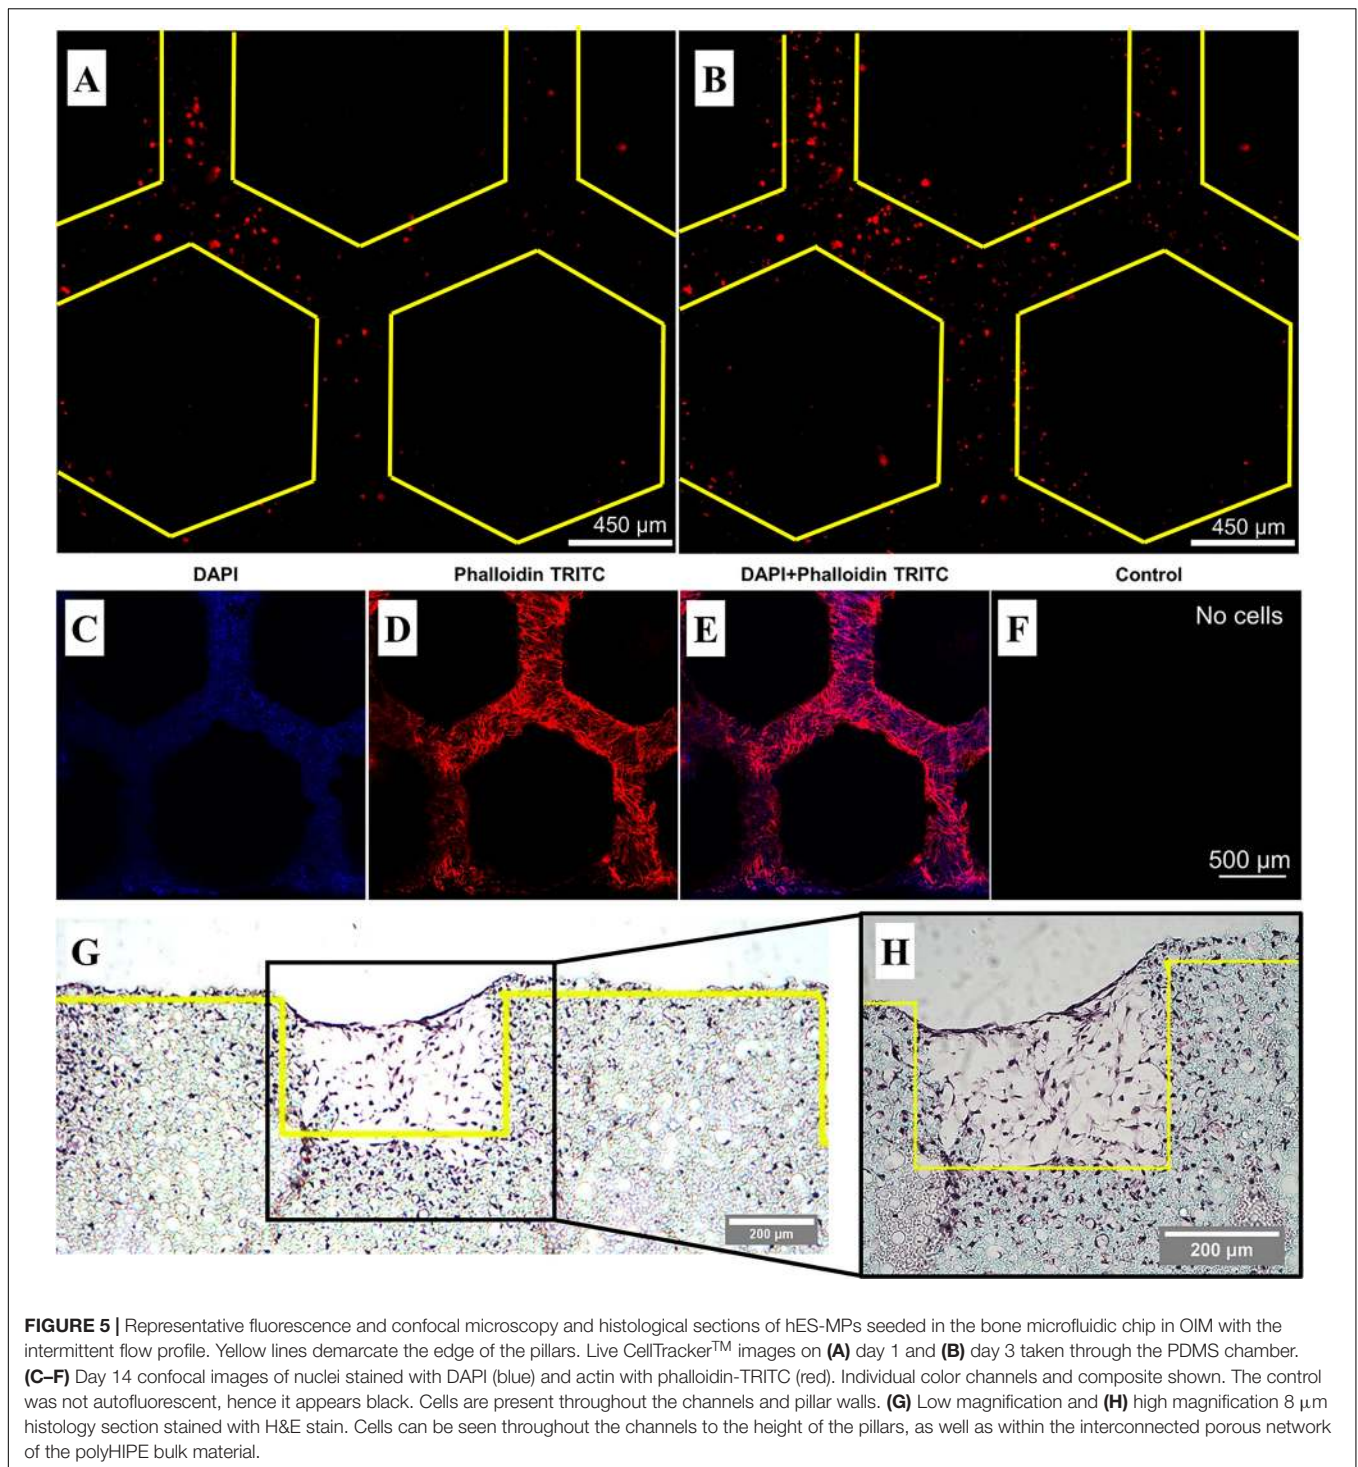 A
B
450 μm
450 μm
DAPI
Phalloidin TRITC
DAPI+Phalloidin TRITC
Control
C
D
E
F
No cells
500 μm
G
H
200 μm
200 μm
FIGURE 5 | Representative fluorescence and confocal microscopy and histological sections of hES-MPs seeded in the bone microfluidic chip in OIM with the
intermittent flow profile. Yellow lines demarcate the edge of the pillars. Live CellTracker™ images on (A) day 1 and (B) day 3 taken through the PDMS chamber.
(C–F) Day 14 confocal images of nuclei stained with DAPI (blue) and actin with phalloidin-TRITC (red). Individual color channels and composite shown. The control
was not autofluorescent, hence it appears black. Cells are present throughout the channels and pillar walls. (G) Low magnification and (H) high magnification 8 μm
histology section stained with H&E stain. Cells can be seen throughout the channels to the height of the pillars, as well as within the interconnected porous network
of the polyHIPE bulk material.